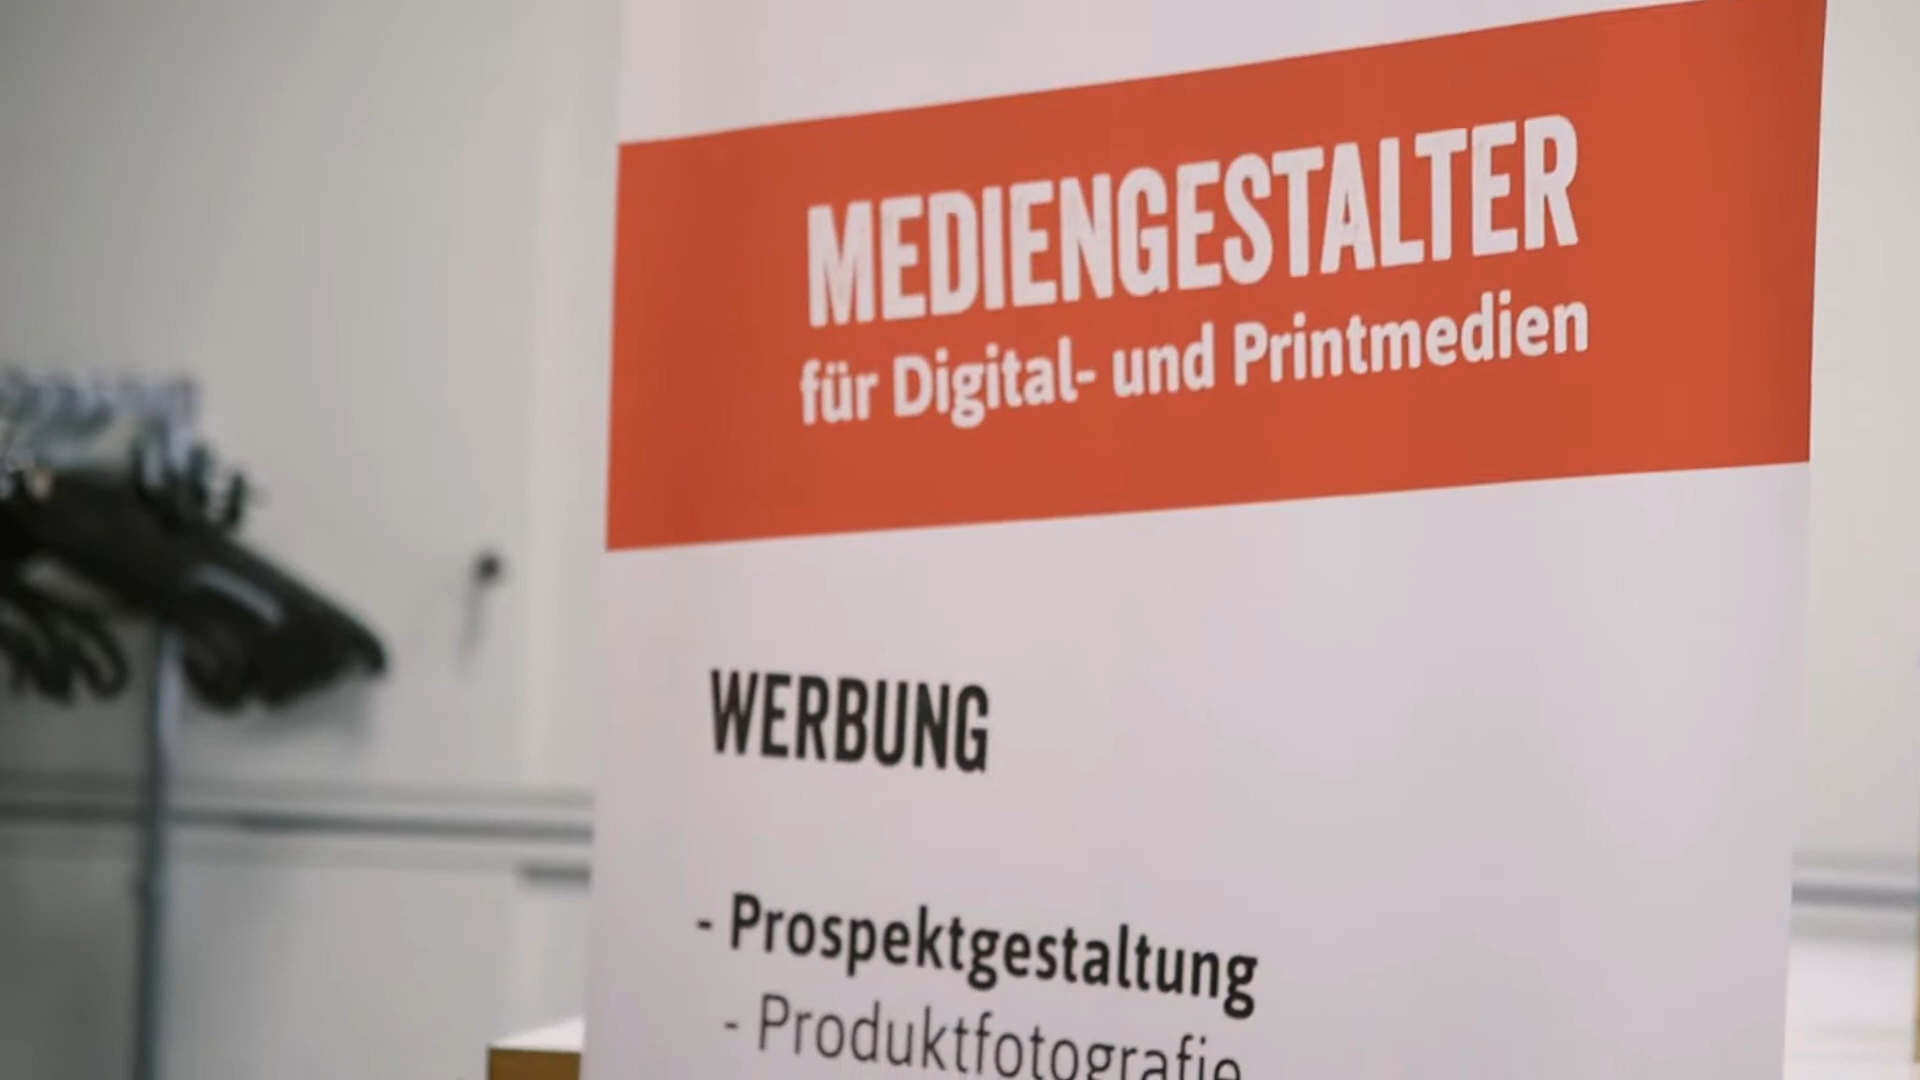 MEDIENGESTALTER
für Digital- und Printmedien
WERBUNG
- Prospektgestaltung
- Produktfotografie